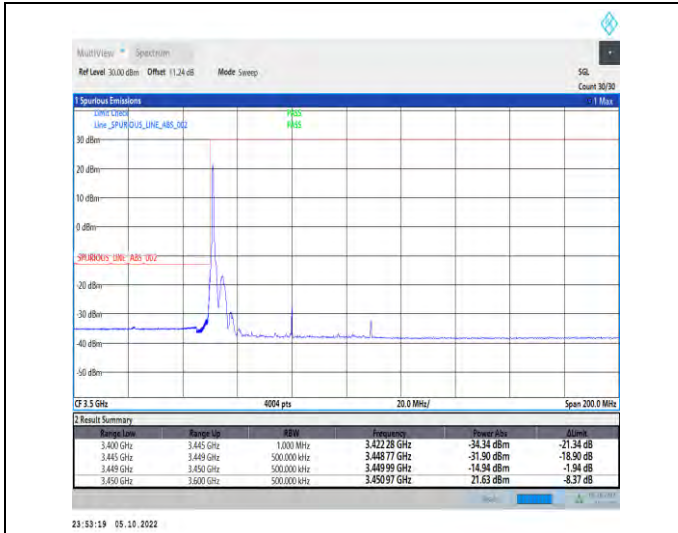 MultiView Spectrum
Ref Level 30.00 dBm Offset 11.24 dB Mode Sweep SGL
Count 30/30
1 Spurious Emissions 1 Max
Limit Check PASS
Line _SPURIOUS_LINE_ABS_002 PASS
30 dBm
20 dBm
10 dBm
0 dBm
_SPURIOUS_LINE_ABS_002
-20 dBm
-30 dBm
-40 dBm
-50 dBm
CF 3.5 GHz 4004 pts 20.0 MHz/ Span 200.0 MHz
2 Result Summary
Range Low Range Up RBW Frequency Power Abs ΔLimit
3.400 GHz 3.445 GHz 1.000 MHz 3.422 28 GHz -34.34 dBm -21.34 dB
3.445 GHz 3.449 GHz 500.000 kHz 3.448 77 GHz -31.90 dBm -18.90 dB
3.449 GHz 3.450 GHz 500.000 kHz 3.449 99 GHz -14.94 dBm -1.94 dB
3.450 GHz 3.600 GHz 500.000 kHz 3.450 97 GHz 21.63 dBm -8.37 dB
23:53:19 05.10.2022